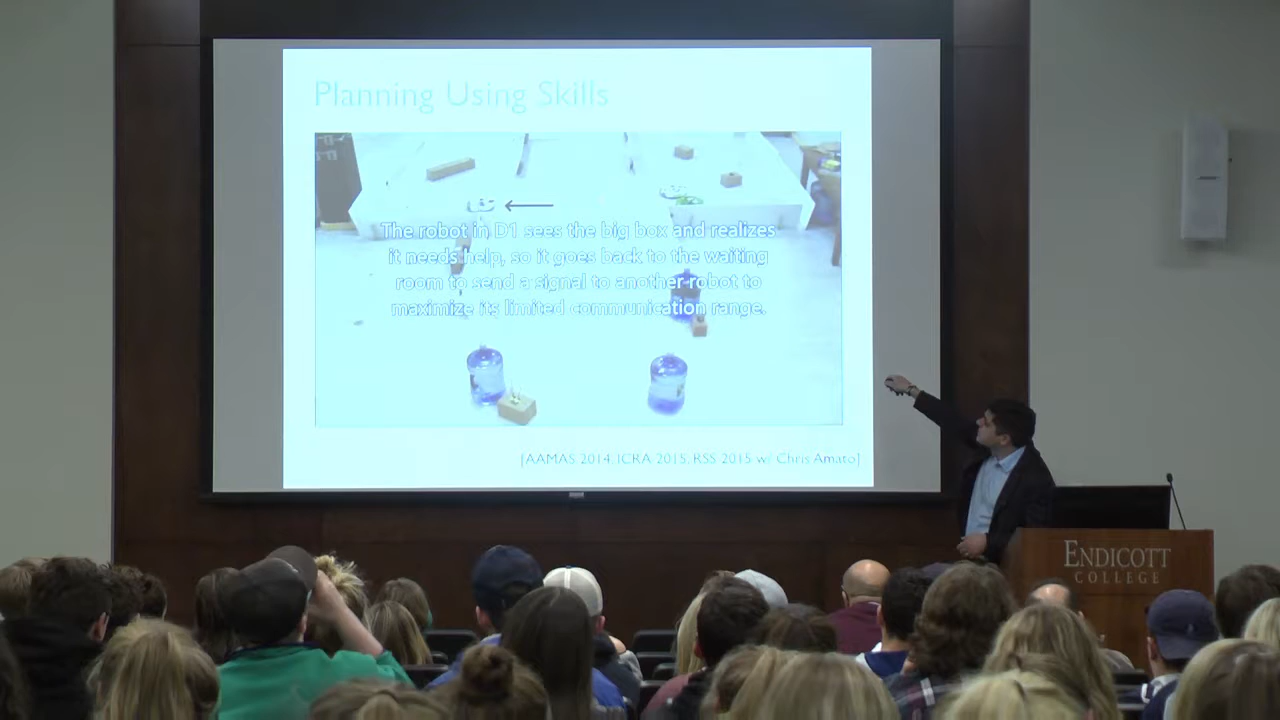 Planning Using Skills
The robot in D1 sees the big box and realizes
it needs help, so it goes back to the waiting
room to send a signal to another robot to
maximize its limited communication range.
[AAMAS 2014, ICRA 2015, RSS 2015 w/ Chris Amato]
ENDICOTT
COLLEGE